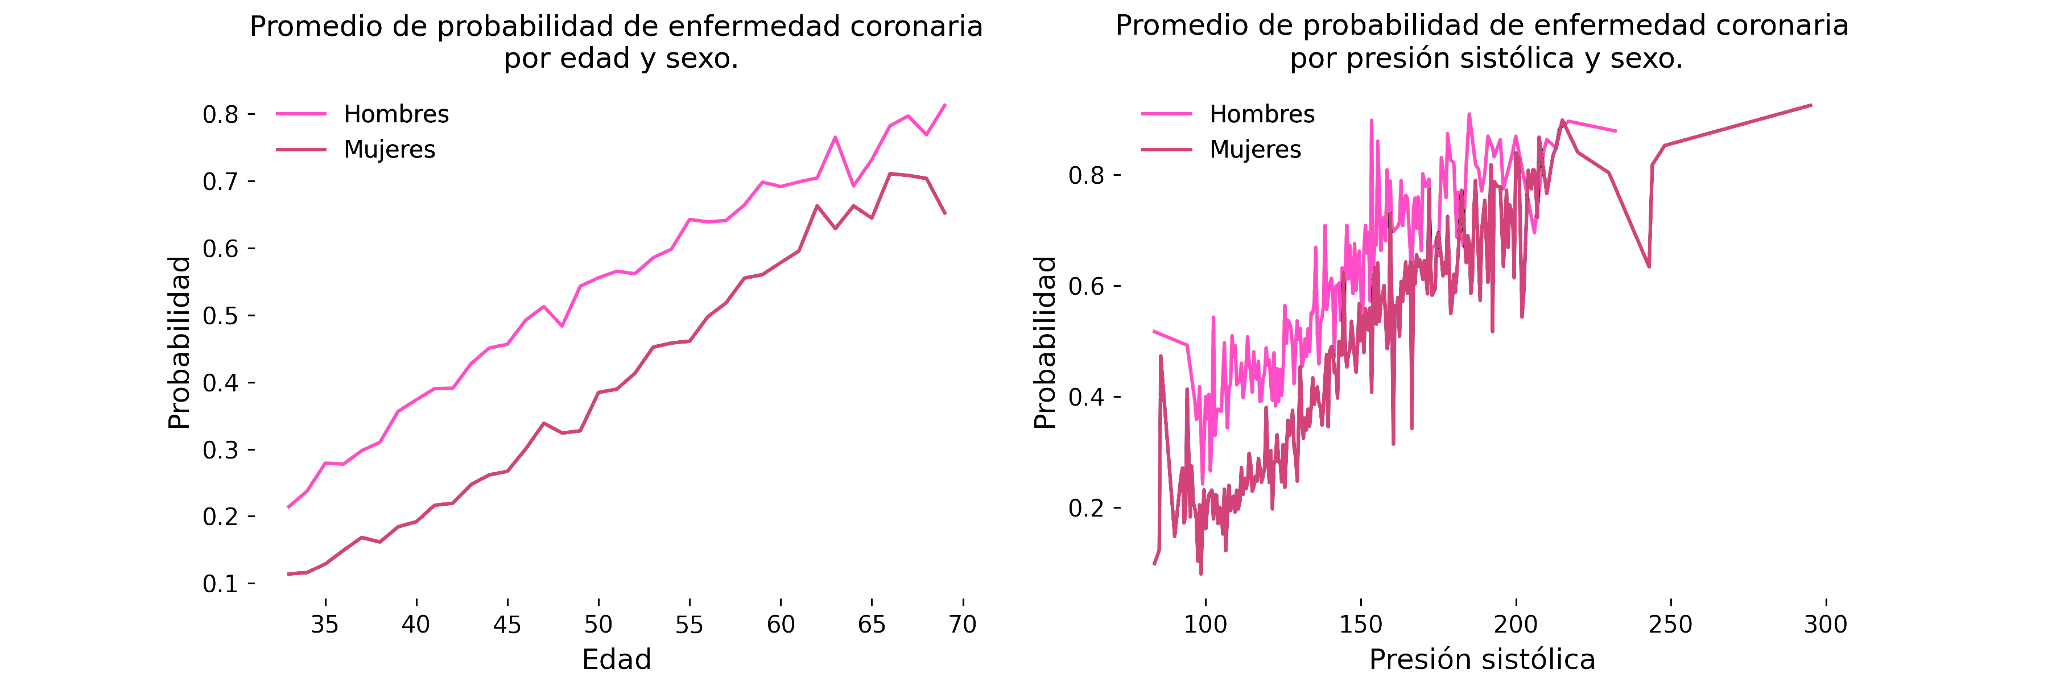 Promedio de probabilidad de enfermedad coronaria
por edad y sexo.
Hombres
Mujeres
0.8
0.7
0.6
0.5
0.4
0.3
0.2
0.1
Probabilidad
35 40 45 50 55 60 65 70
Edad
Promedio de probabilidad de enfermedad coronaria
por presión sistólica y sexo.
Hombres
Mujeres
0.8
0.6
0.4
0.2
Probabilidad
100 150 200 250 300
Presión sistólica